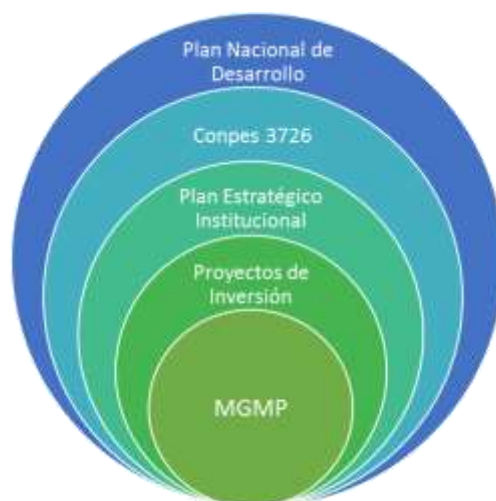 Plan Nacional de
Desarrollo
Conpes 3726
Plan Estratégico
Institucional
Proyectos de
Inversión
MGMP